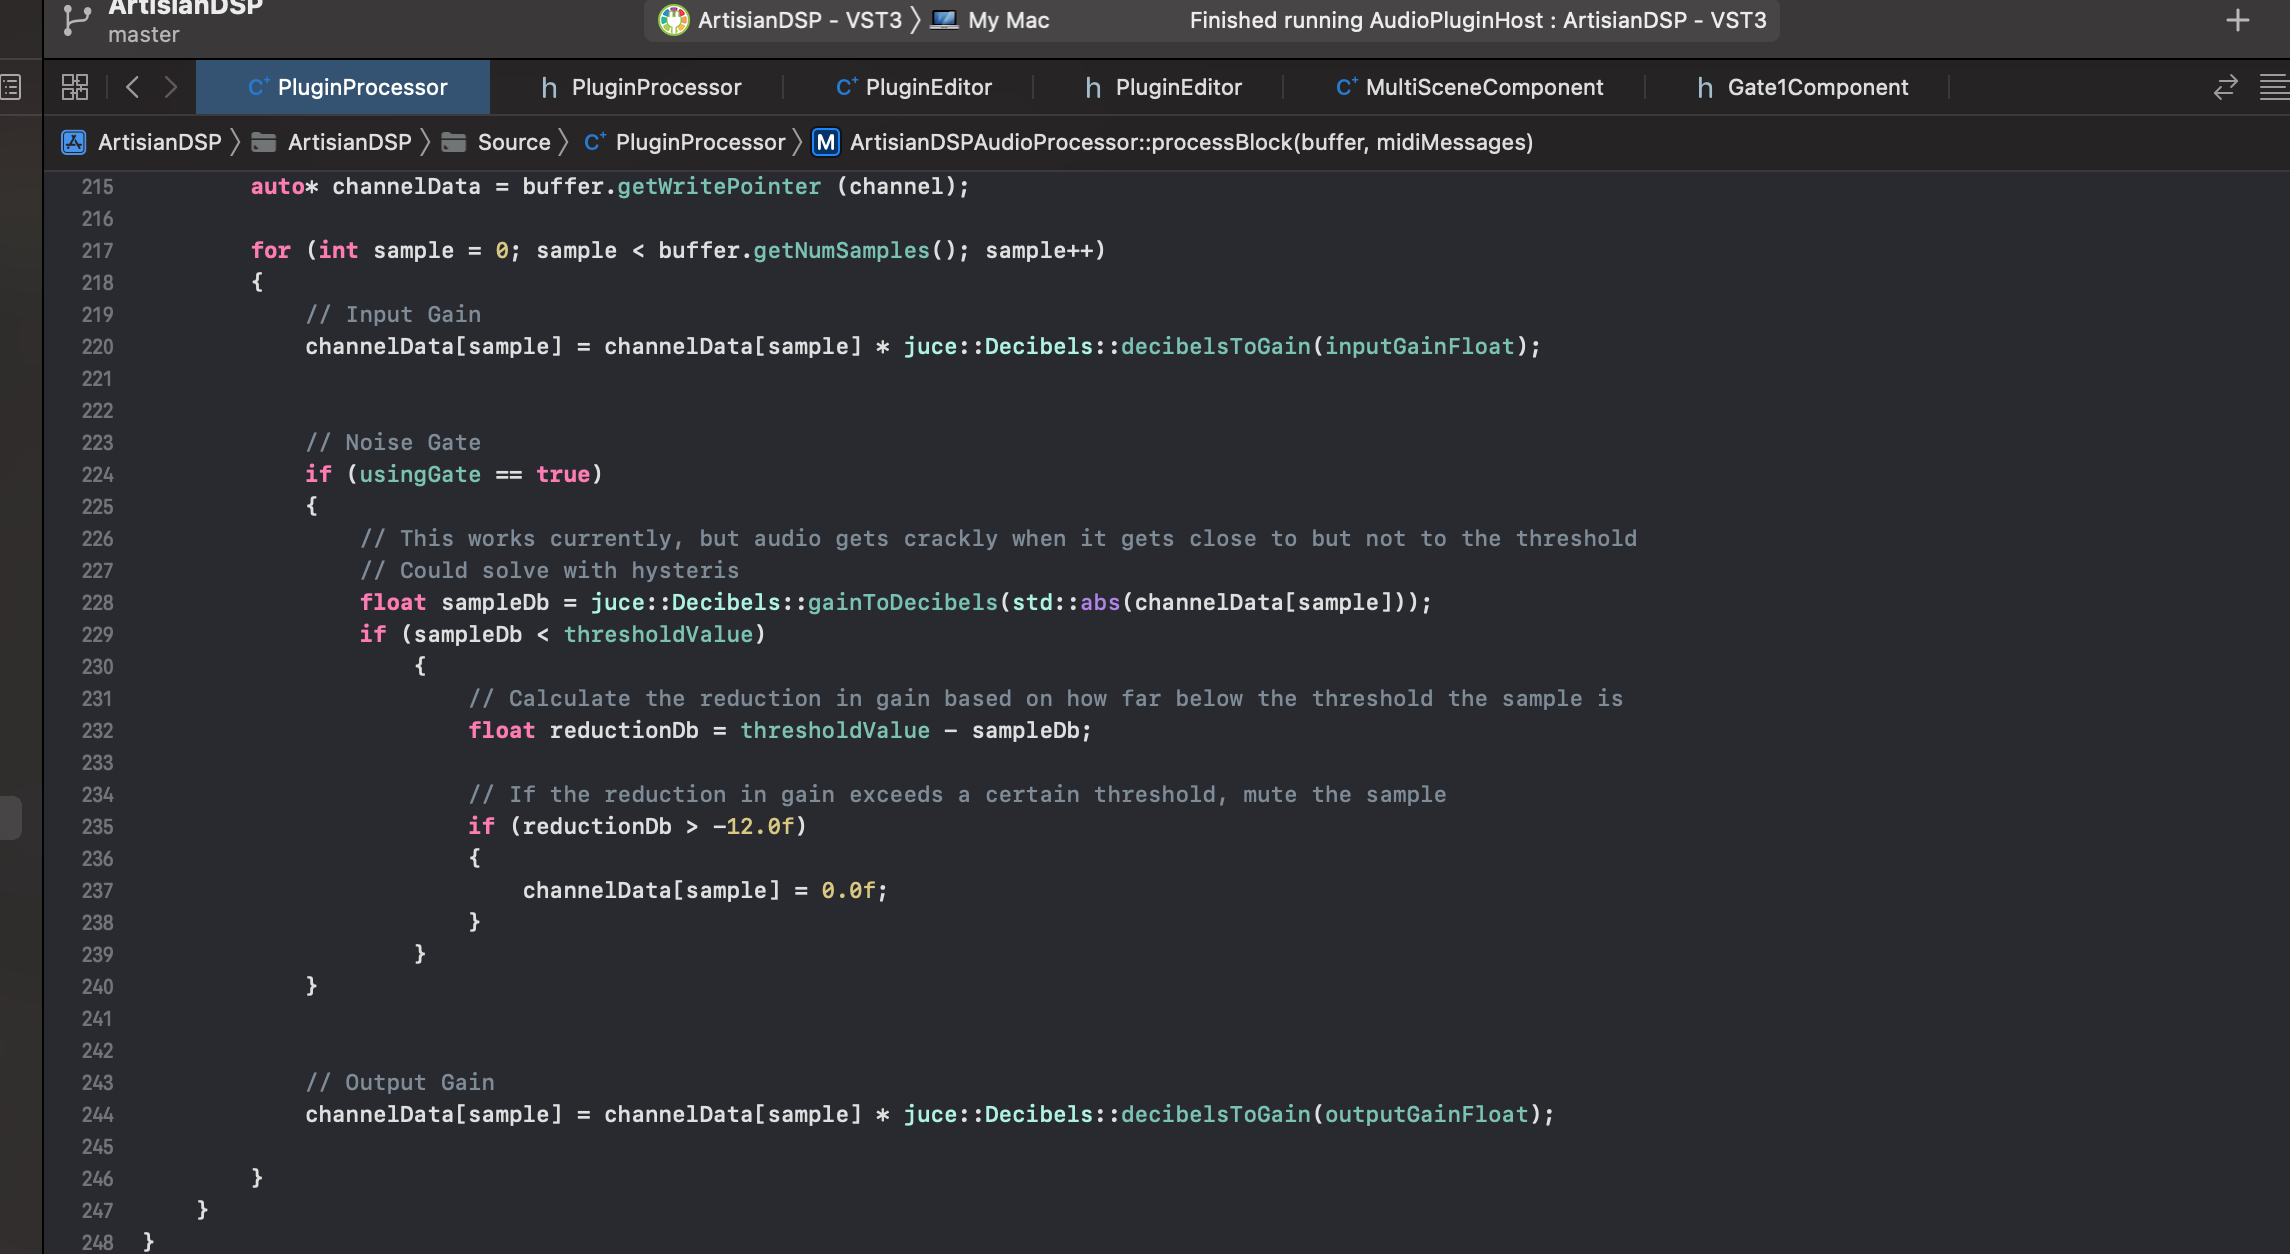 ArtisianDSP
master
ArtisianDSP - VST3 〉 My Mac Finished running AudioPluginHost : ArtisianDSP - VST3 +
C+ PluginProcessor h PluginProcessor C+ PluginEditor h PluginEditor C+ MultiSceneComponent h Gate1Component
ArtisianDSP 〉 ArtisianDSP 〉 Source 〉 C+ PluginProcessor 〉 M ArtisianDSPAudioProcessor::processBlock(buffer, midiMessages)
215 auto* channelData = buffer.getWritePointer (channel);
216
217 for (int sample = 0; sample < buffer.getNumSamples(); sample++)
218 {
219 // Input Gain
220 channelData[sample] = channelData[sample] * juce::Decibels::decibelsToGain(inputGainFloat);
221
222
223 // Noise Gate
224 if (usingGate == true)
225 {
226 // This works currently, but audio gets crackly when it gets close to but not to the threshold
227 // Could solve with hysteris
228 float sampleDb = juce::Decibels::gainToDecibels(std::abs(channelData[sample]));
229 if (sampleDb < thresholdValue)
230 {
231 // Calculate the reduction in gain based on how far below the threshold the sample is
232 float reductionDb = thresholdValue - sampleDb;
233
234 // If the reduction in gain exceeds a certain threshold, mute the sample
235 if (reductionDb > -12.0f)
236 {
237 channelData[sample] = 0.0f;
238 }
239 }
240 }
241
242
243 // Output Gain
244 channelData[sample] = channelData[sample] * juce::Decibels::decibelsToGain(outputGainFloat);
245
246 }
247 }
248 }